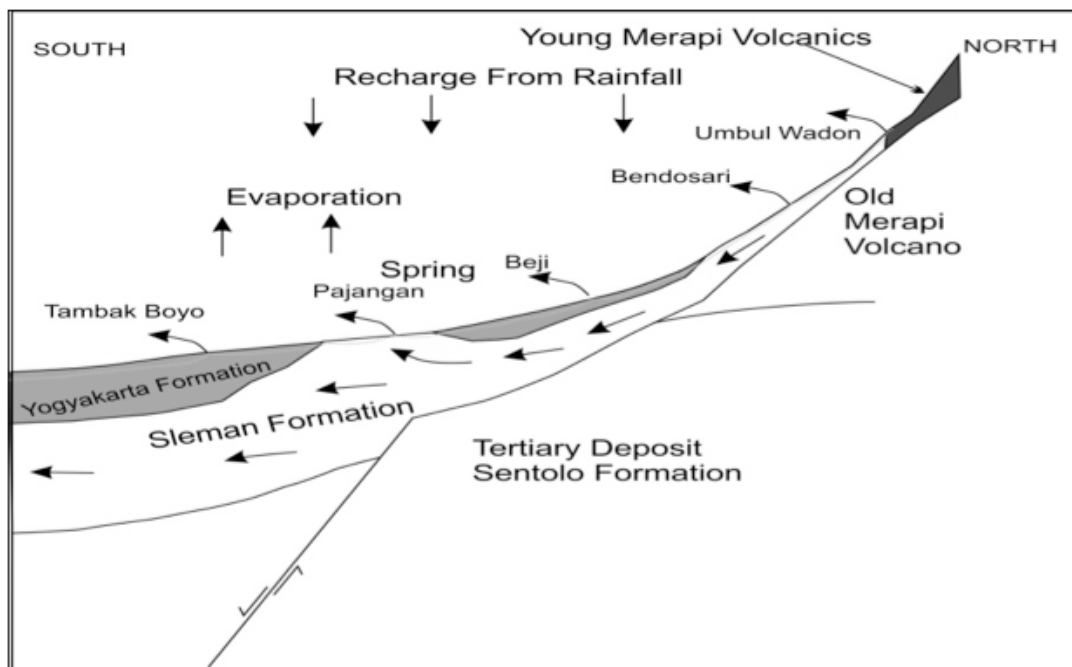 SOUTH
Young Merapi Volcanics
NORTH
Recharge From Rainfall
Umbul Wadon
Bendosari
Evaporation
Old
Merapi
Volcano
Spring
Beji
Pajangan
Tambak Boyo
Yogyakarta Formation
Sleman Formation
Tertiary Deposit
Sentolo Formation